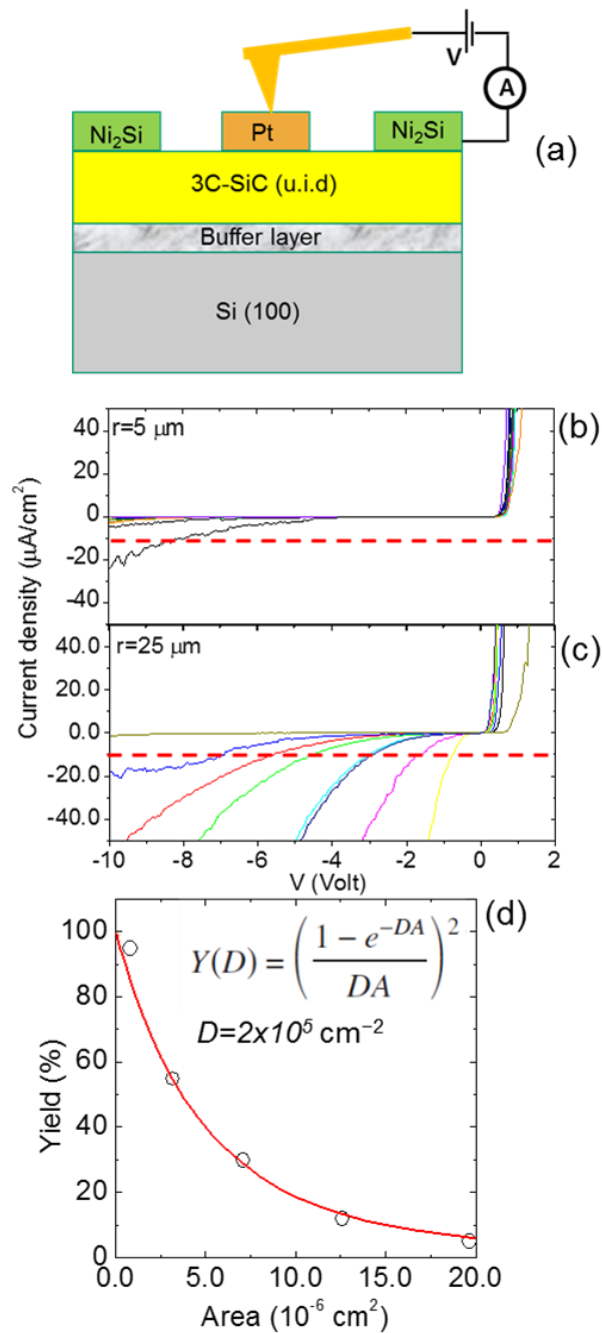 V
A
Ni₂Si
Pt
Ni₂Si
(a)
3C-SiC (u.i.d)
Buffer layer
Si (100)
r=5 μm
(b)
40
20
0
-20
-40
r=25 μm
(c)
40.0
20.0
0.0
-20.0
-40.0
Current density (μA/cm²)
-10 -8 -6 -4 -2 0 2
V (Volt)
(d)
Y(D) = ((1 − e^{−DA})/DA)²
D=2x10⁵ cm⁻²
100
80
60
40
20
0
Yield (%)
0.0 5.0 10.0 15.0 20.0
Area (10⁻⁶ cm²)